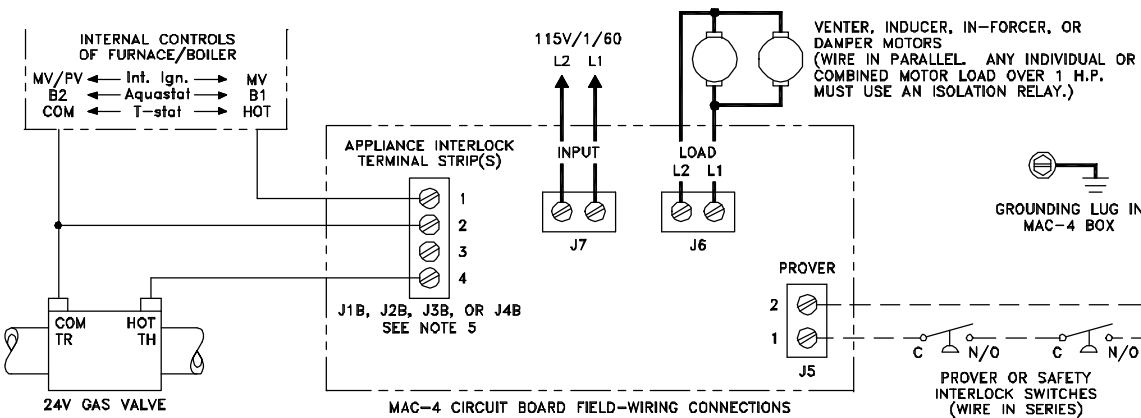 INTERNAL CONTROLS
OF FURNACE/BOILER
MV/PV Int. Ign. MV
B2 Aquastat B1
COM T-stat HOT
115V/1/60
L2 L1
VENTER, INDUCER, IN-FORCER, OR
DAMPER MOTORS
(WIRE IN PARALLEL. ANY INDIVIDUAL OR
COMBINED MOTOR LOAD OVER 1 H.P.
MUST USE AN ISOLATION RELAY.)
APPLIANCE INTERLOCK
TERMINAL STRIP(S)
1
2
3
4
J1B, J2B, J3B, OR J4B
SEE NOTE 5
INPUT
J7
LOAD
L2 L1
J6
GROUNDING LUG IN
MAC-4 BOX
PROVER
2
1
J5
C N/O
C N/O
PROVER OR SAFETY
INTERLOCK SWITCHES
(WIRE IN SERIES)
COM HOT
TR TH
24V GAS VALVE
MAC-4 CIRCUIT BOARD FIELD-WIRING CONNECTIONS